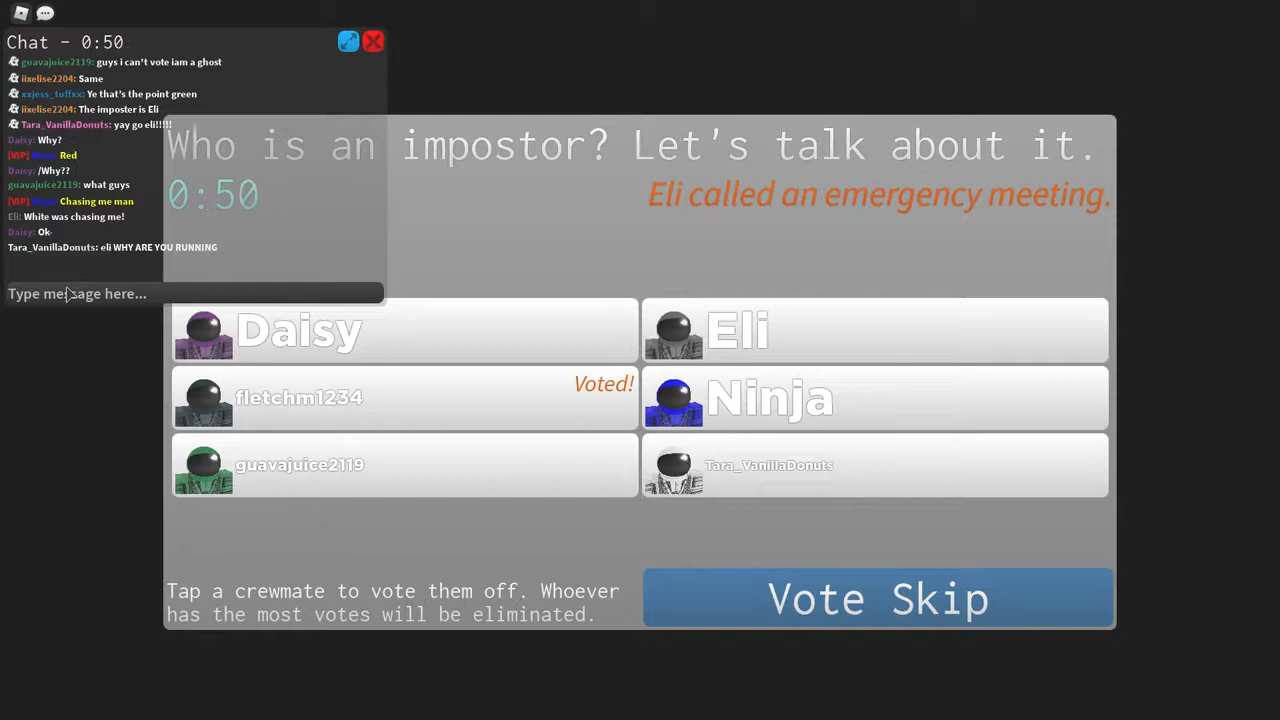 Chat - 0:50
guavajuice2119: guys i can't vote iam a ghost
iixelise2204: Same
xxjess_tuffxx: Ye that's the point green
iixelise2204: The imposter is Eli
Tara_VanillaDonuts: yay go eli!!!!!
Daisy: Why?
[VIP] Ninja: Red
Daisy: /Why??
guavajuice2119: what guys
[VIP] Ninja: Chasing me man
Eli: White was chasing me!
Daisy: Ok
Tara_VanillaDonuts: eli WHY ARE YOU RUNNING
Type message here...
Who is an impostor? Let's talk about it.
0:50
Eli called an emergency meeting.
Daisy
Eli
fletchm1234
Voted!
Ninja
guavajuice2119
Tara_VanillaDonuts
Tap a crewmate to vote them off. Whoever
has the most votes will be eliminated.
Vote Skip